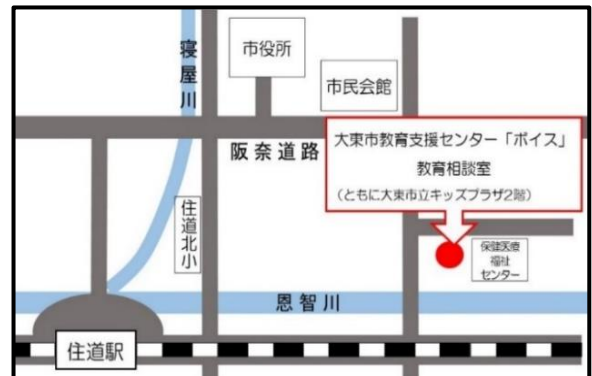 寝屋川
市役所
市民会館
阪奈道路
大東市教育支援センター「ボイス」
教育相談室
(ともに大東市立キッズプラザ2階)
住道北小
保健医療
福祉
センター
恩智川
住道駅